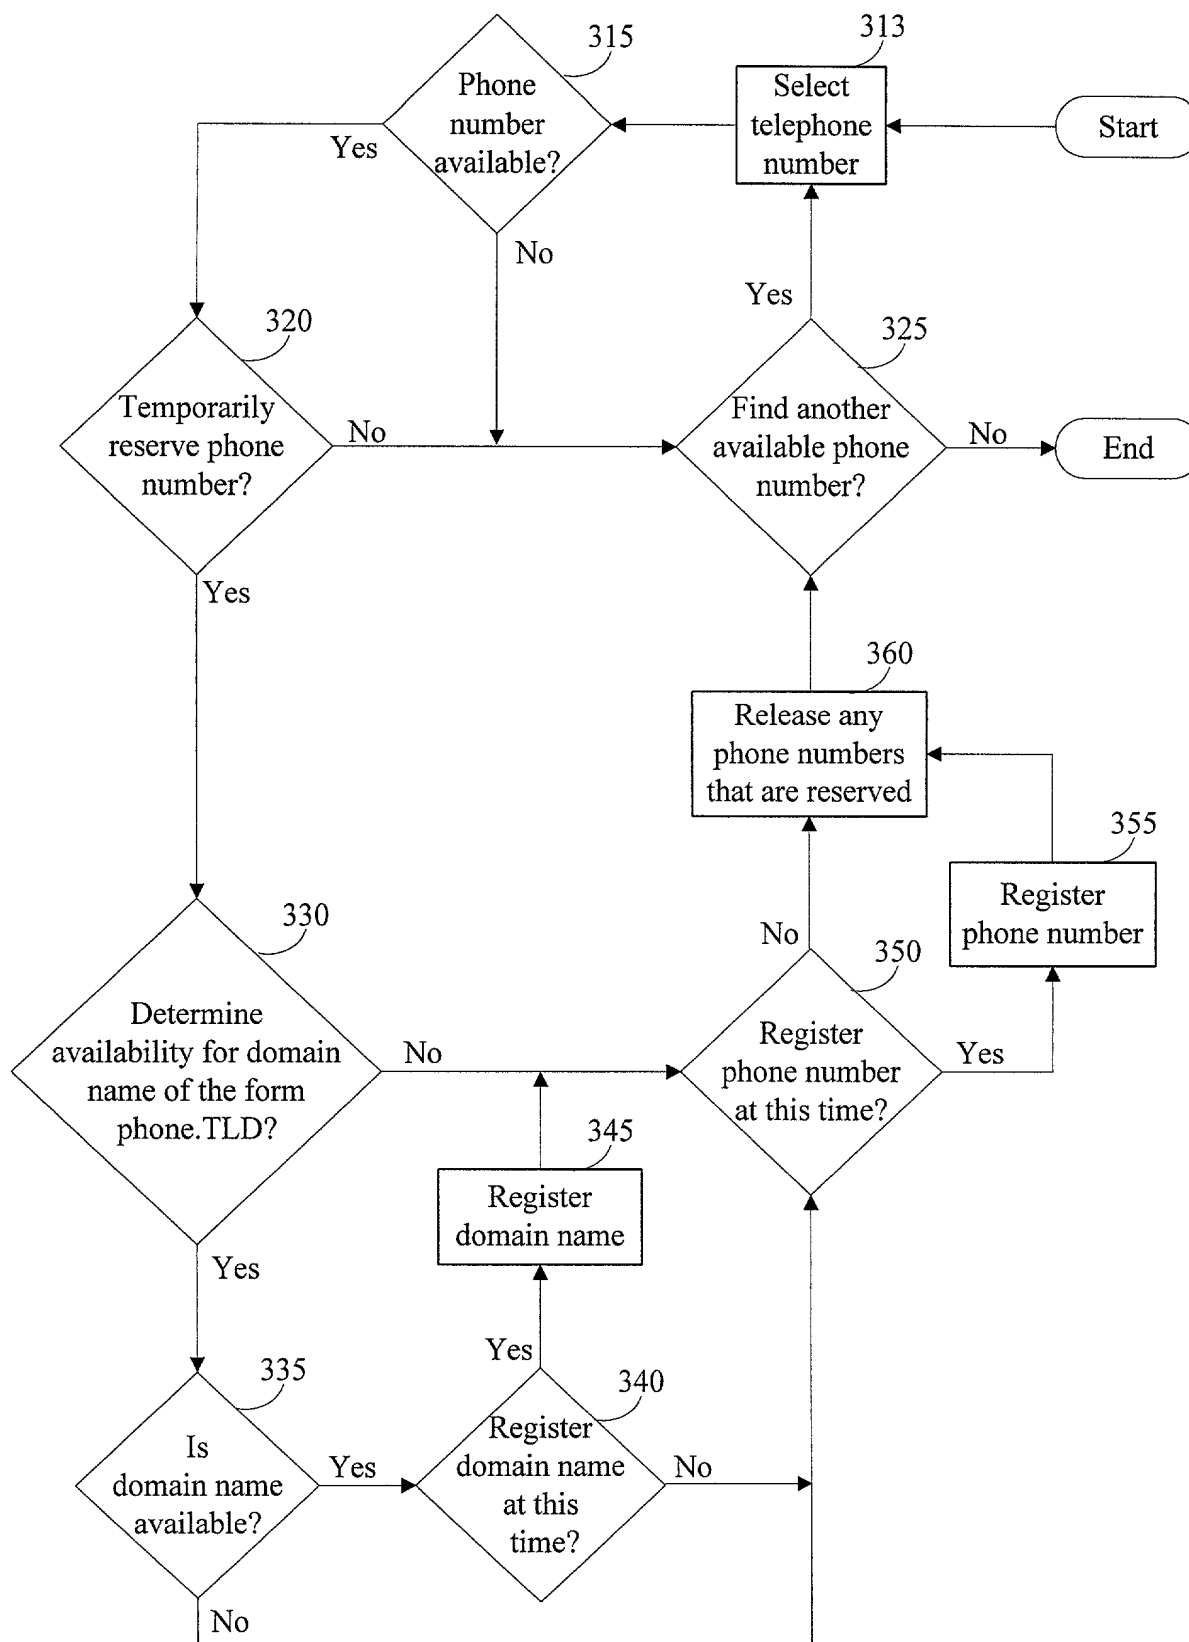 315
Phone
number
available?
Yes
No
313
Select
telephone
number
Start
320
Temporarily
reserve phone
number?
No
Yes
Yes
325
Find another
available phone
number?
No
End
360
Release any
phone numbers
that are reserved
355
Register
phone number
330
Determine
availability for domain
name of the form
phone.TLD?
No
Yes
No
350
Register
phone number
at this time?
Yes
345
Register
domain name
Yes
335
Is
domain name
available?
Yes
No
340
Register
domain name
at this
time?
No